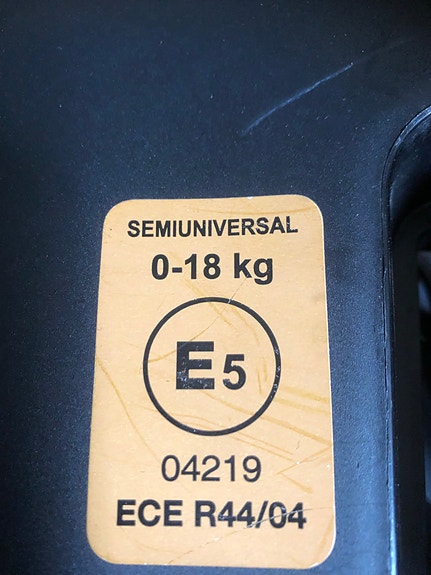 SEMIUNIVERSAL
0-18 kg
E5
04219
ECE R44/04